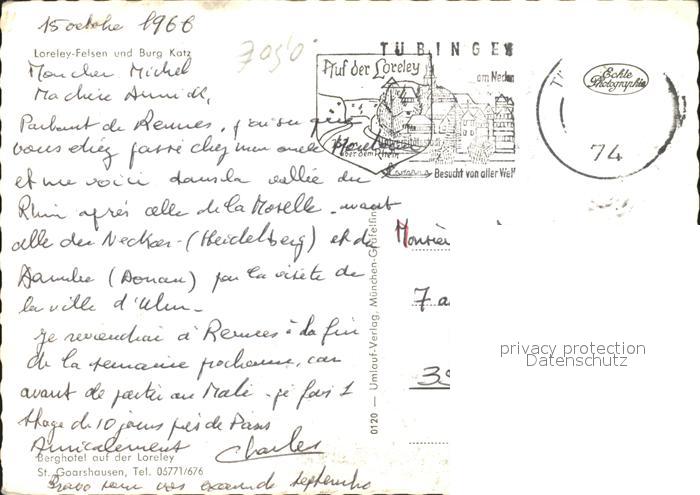 15 octobre 1966
7050
Loreley-Felsen und Burg Katz
TÜBINGEN
Auf der Loreley
am Neckar
über dem Rhein
Besucht von aller Welt
Echte
Photographie
74
Mon cher Michel
Ma chère Annick,
Partant de Rennes, j'ai su que
vous étiez passé chez mon oncle
et me voici dans la vallée du
Rhin après celle de la Moselle - avant
celle du Neckar - (Heidelberg) et du
Danube (Donau) par la visite de
la ville d'Ulm -
Je reviendrai à Rennes à la fin
de la semaine prochaine, car
avant de partir au Mali - je fais 1
stage de 10 jours près de Paris
Amicalement Charles
Berghotel auf der Loreley
St. Goarshausen, Tel. 05771/676
Bravo pour vos examens septembre
0120 — Umlauf-Verlag, München-Gräfelfing
Monsieur
7 a
privacy protection
Datenschutz